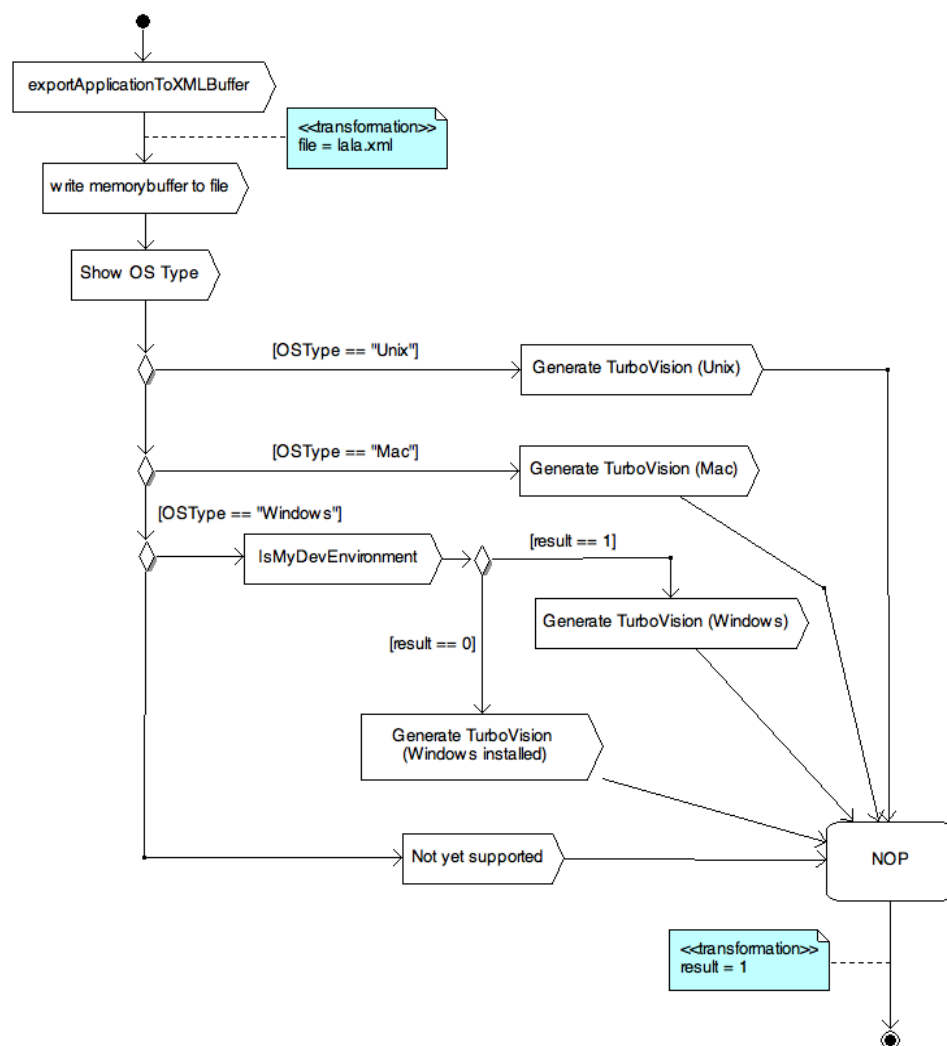 exportApplicationToXMLBuffer
<<transformation>>
file = lala.xml
write memorybuffer to file
Show OS Type
[OSType == "Unix"]
Generate TurboVision (Unix)
[OSType == "Mac"]
Generate TurboVision (Mac)
[OSType == "Windows"]
IsMyDevEnvironment
[result == 1]
Generate TurboVision (Windows)
[result == 0]
Generate TurboVision
(Windows installed)
Not yet supported
NOP
<<transformation>>
result = 1